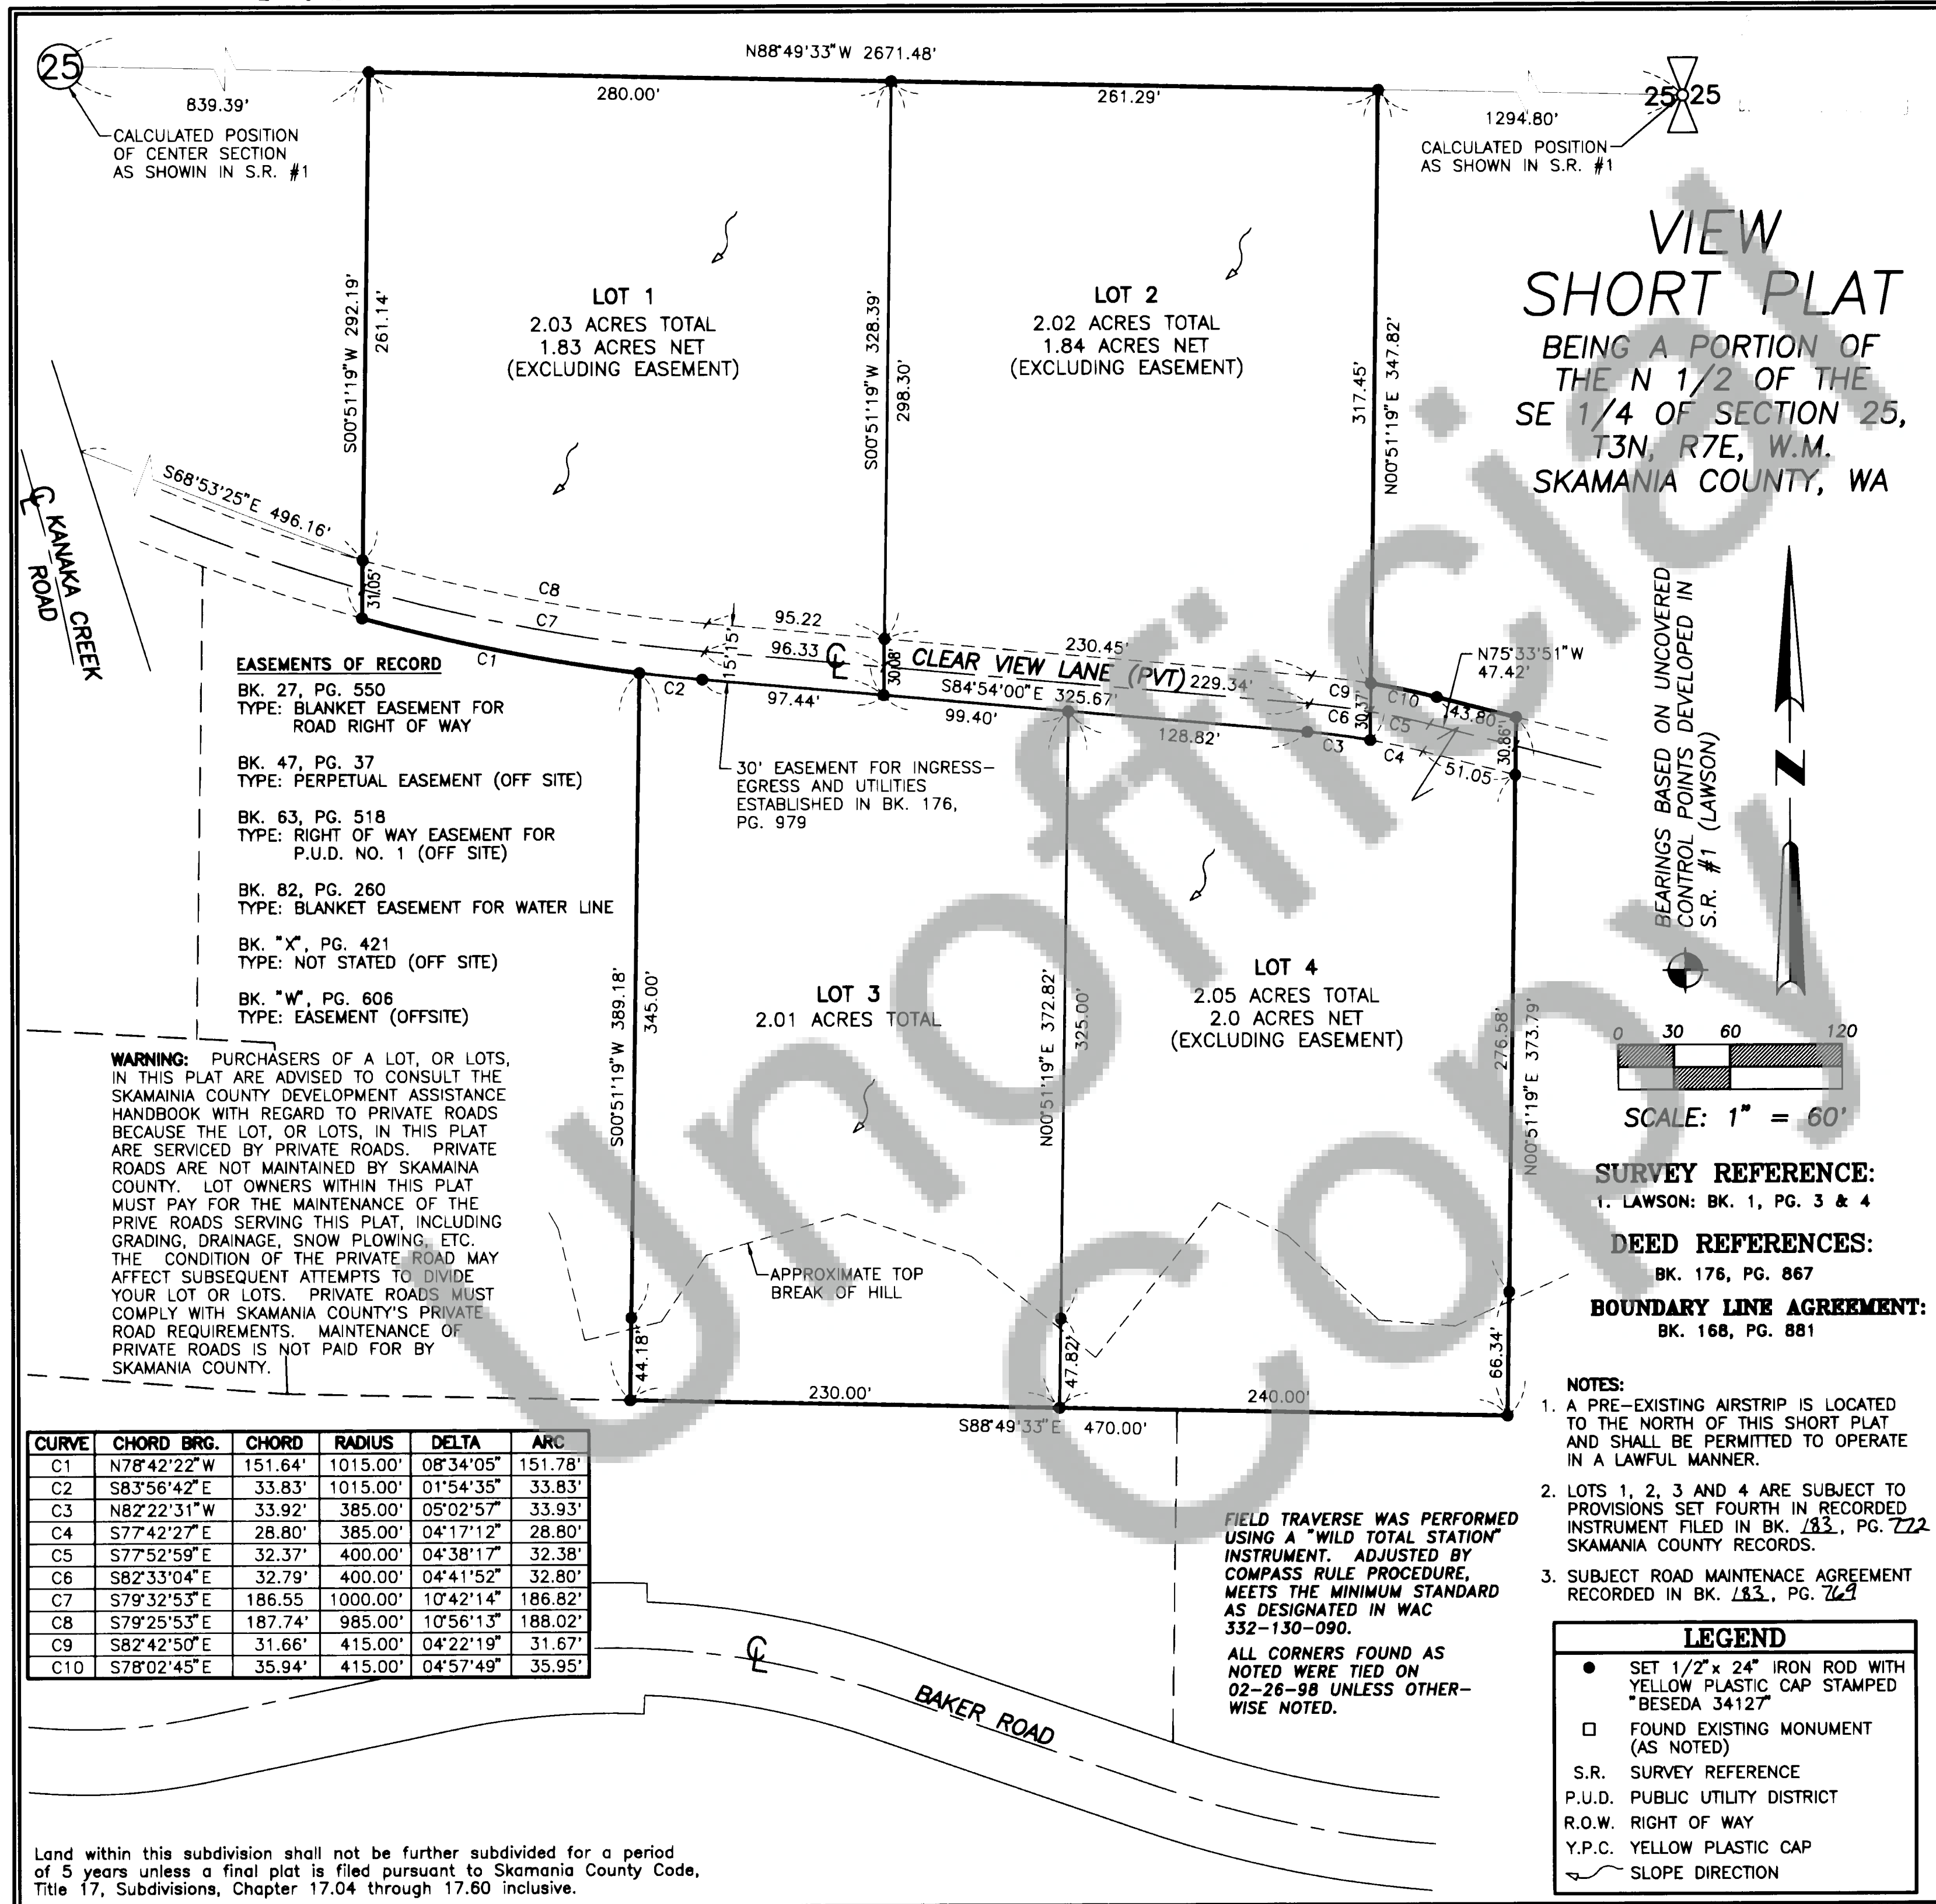 N88°49'33"W 2671.48'
25
839.39'
280.00'
261.29'
1294.80'
25 25
CALCULATED POSITION
OF CENTER SECTION
AS SHOWIN IN S.R. #1
CALCULATED POSITION
AS SHOWN IN S.R. #1
VIEW
SHORT PLAT
BEING A PORTION OF
THE N 1/2 OF THE
SE 1/4 OF SECTION 25,
T3N, R7E, W.M.
SKAMANIA COUNTY, WA
S00°51'19"W 292.19'
261.14'
LOT 1
2.03 ACRES TOTAL
1.83 ACRES NET
(EXCLUDING EASEMENT)
S00°51'19"W 328.39'
298.30'
LOT 2
2.02 ACRES TOTAL
1.84 ACRES NET
(EXCLUDING EASEMENT)
317.45'
N00°51'19"E 347.82'
S68°53'25"E 496.16'
℄ KANAKA CREEK
ROAD
31.05'
C8
C7
C1
C2
95.22
96.33
15' 15'
97.44'
℄
30.08'
CLEAR VIEW LANE (PVT)
230.45'
229.34'
S84°54'00"E 325.67'
99.40'
128.82'
C9
C6
C3
30.37'
C10
C5
C4
N75°33'51"W
47.42'
43.80'
51.05
30.86'
30' EASEMENT FOR INGRESS-
EGRESS AND UTILITIES
ESTABLISHED IN BK. 176,
PG. 979
EASEMENTS OF RECORD
BK. 27, PG. 550
TYPE: BLANKET EASEMENT FOR
ROAD RIGHT OF WAY
BK. 47, PG. 37
TYPE: PERPETUAL EASEMENT (OFF SITE)
BK. 63, PG. 518
TYPE: RIGHT OF WAY EASEMENT FOR
P.U.D. NO. 1 (OFF SITE)
BK. 82, PG. 260
TYPE: BLANKET EASEMENT FOR WATER LINE
BK. "X", PG. 421
TYPE: NOT STATED (OFF SITE)
BK. "W", PG. 606
TYPE: EASEMENT (OFFSITE)
BEARINGS BASED ON UNCOVERED
CONTROL POINTS DEVELOPED IN
S.R. #1 (LAWSON)
N
S00°51'19"W 389.18'
345.00'
LOT 3
2.01 ACRES TOTAL
N00°51'19"E 372.82'
325.00'
LOT 4
2.05 ACRES TOTAL
2.0 ACRES NET
(EXCLUDING EASEMENT)
276.58'
N00°51'19"E 373.79'
0 30 60 120
SCALE: 1" = 60'
WARNING: PURCHASERS OF A LOT, OR LOTS,
IN THIS PLAT ARE ADVISED TO CONSULT THE
SKAMAINIA COUNTY DEVELOPMENT ASSISTANCE
HANDBOOK WITH REGARD TO PRIVATE ROADS
BECAUSE THE LOT, OR LOTS, IN THIS PLAT
ARE SERVICED BY PRIVATE ROADS. PRIVATE
ROADS ARE NOT MAINTAINED BY SKAMAINA
COUNTY. LOT OWNERS WITHIN THIS PLAT
MUST PAY FOR THE MAINTENANCE OF THE
PRIVE ROADS SERVING THIS PLAT, INCLUDING
GRADING, DRAINAGE, SNOW PLOWING, ETC.
THE CONDITION OF THE PRIVATE ROAD MAY
AFFECT SUBSEQUENT ATTEMPTS TO DIVIDE
YOUR LOT OR LOTS. PRIVATE ROADS MUST
COMPLY WITH SKAMANIA COUNTY'S PRIVATE
ROAD REQUIREMENTS. MAINTENANCE OF
PRIVATE ROADS IS NOT PAID FOR BY
SKAMANIA COUNTY.
SURVEY REFERENCE:
1. LAWSON: BK. 1, PG. 3 & 4
DEED REFERENCES:
BK. 176, PG. 867
BOUNDARY LINE AGREEMENT:
BK. 168, PG. 881
APPROXIMATE TOP
BREAK OF HILL
44.18"
47.82'
66.34'
230.00'
240.00'
S88°49'33"E 470.00'
NOTES:
1. A PRE-EXISTING AIRSTRIP IS LOCATED
TO THE NORTH OF THIS SHORT PLAT
AND SHALL BE PERMITTED TO OPERATE
IN A LAWFUL MANNER.
2. LOTS 1, 2, 3 AND 4 ARE SUBJECT TO
PROVISIONS SET FOURTH IN RECORDED
INSTRUMENT FILED IN BK. 183, PG. 772
SKAMANIA COUNTY RECORDS.
3. SUBJECT ROAD MAINTENACE AGREEMENT
RECORDED IN BK. 183, PG. 769
CURVE CHORD BRG. CHORD RADIUS DELTA ARC
C1 N78°42'22"W 151.64' 1015.00' 08°34'05" 151.78'
C2 S83°56'42"E 33.83' 1015.00' 01°54'35" 33.83'
C3 N82°22'31"W 33.92' 385.00' 05°02'57" 33.93'
C4 S77°42'27"E 28.80' 385.00' 04°17'12" 28.80'
C5 S77°52'59"E 32.37' 400.00' 04°38'17" 32.38'
C6 S82°33'04"E 32.79' 400.00' 04°41'52" 32.80'
C7 S79°32'53"E 186.55 1000.00' 10°42'14" 186.82'
C8 S79°25'53"E 187.74' 985.00' 10°56'13" 188.02'
C9 S82°42'50"E 31.66' 415.00' 04°22'19" 31.67'
C10 S78°02'45"E 35.94' 415.00' 04°57'49" 35.95'
FIELD TRAVERSE WAS PERFORMED
USING A "WILD TOTAL STATION"
INSTRUMENT. ADJUSTED BY
COMPASS RULE PROCEDURE,
MEETS THE MINIMUM STANDARD
AS DESIGNATED IN WAC
332-130-090.
ALL CORNERS FOUND AS
NOTED WERE TIED ON
02-26-98 UNLESS OTHER-
WISE NOTED.
℄
BAKER ROAD
LEGEND
SET 1/2"x 24" IRON ROD WITH
YELLOW PLASTIC CAP STAMPED
"BESEDA 34127"
FOUND EXISTING MONUMENT
(AS NOTED)
S.R. SURVEY REFERENCE
P.U.D. PUBLIC UTILITY DISTRICT
R.O.W. RIGHT OF WAY
Y.P.C. YELLOW PLASTIC CAP
SLOPE DIRECTION
Land within this subdivision shall not be further subdivided for a period
of 5 years unless a final plat is filed pursuant to Skamania County Code,
Title 17, Subdivisions, Chapter 17.04 through 17.60 inclusive.
Unofficial
Copy